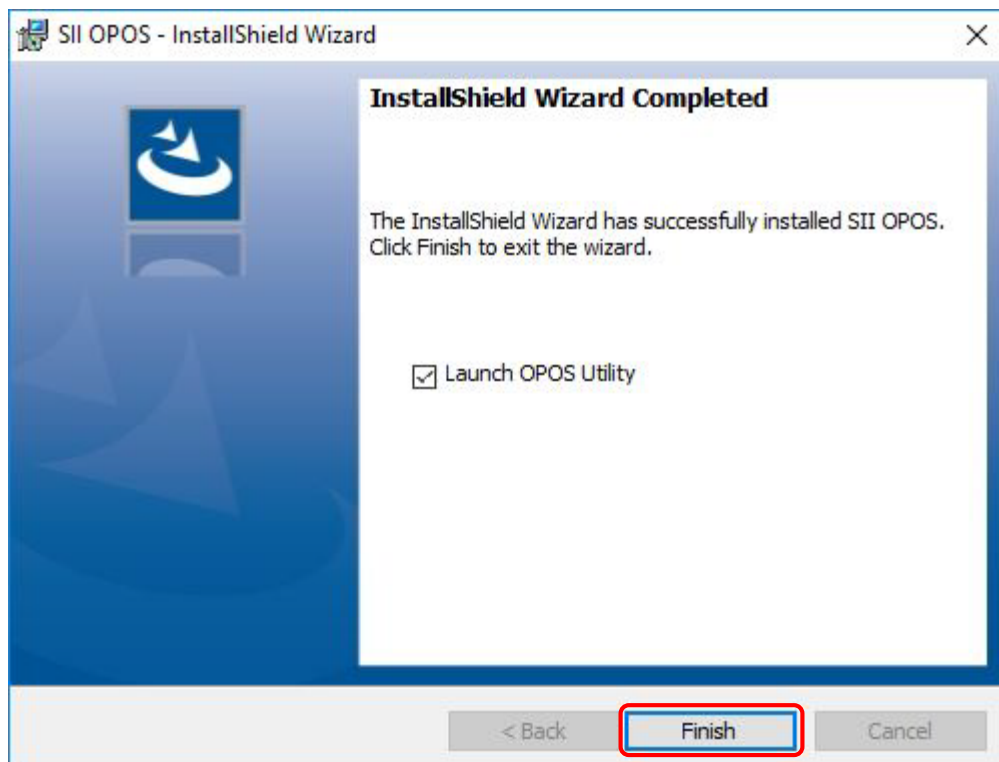 SII OPOS - InstallShield Wizard
InstallShield Wizard Completed
The InstallShield Wizard has successfully installed SII OPOS.
Click Finish to exit the wizard.
Launch OPOS Utility
< Back
Finish
Cancel